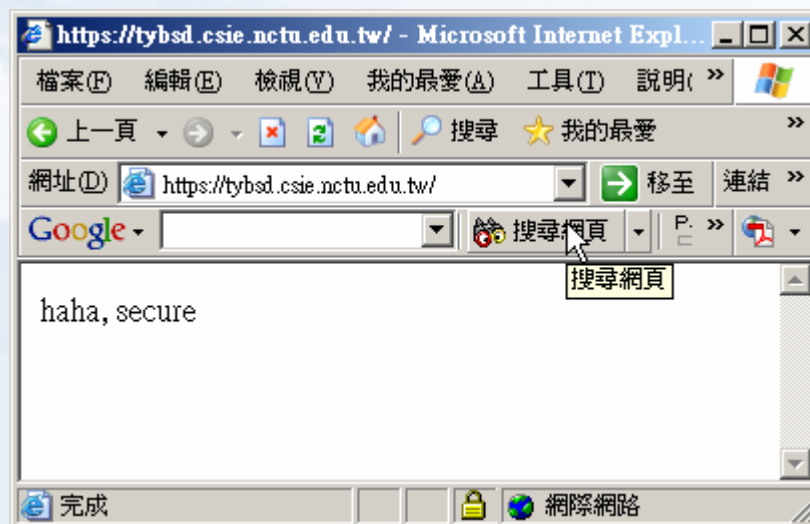 https://tybsd.csie.nctu.edu.tw/ - Microsoft Internet Expl...
檔案(F) 編輯(E) 檢視(V) 我的最愛(A) 工具(T) 說明( »
上一頁 搜尋 我的最愛 »
網址(D) https://tybsd.csie.nctu.edu.tw/ 移至 連結 »
Google 搜尋網頁 »
搜尋網頁
haha, secure
完成 網際網路